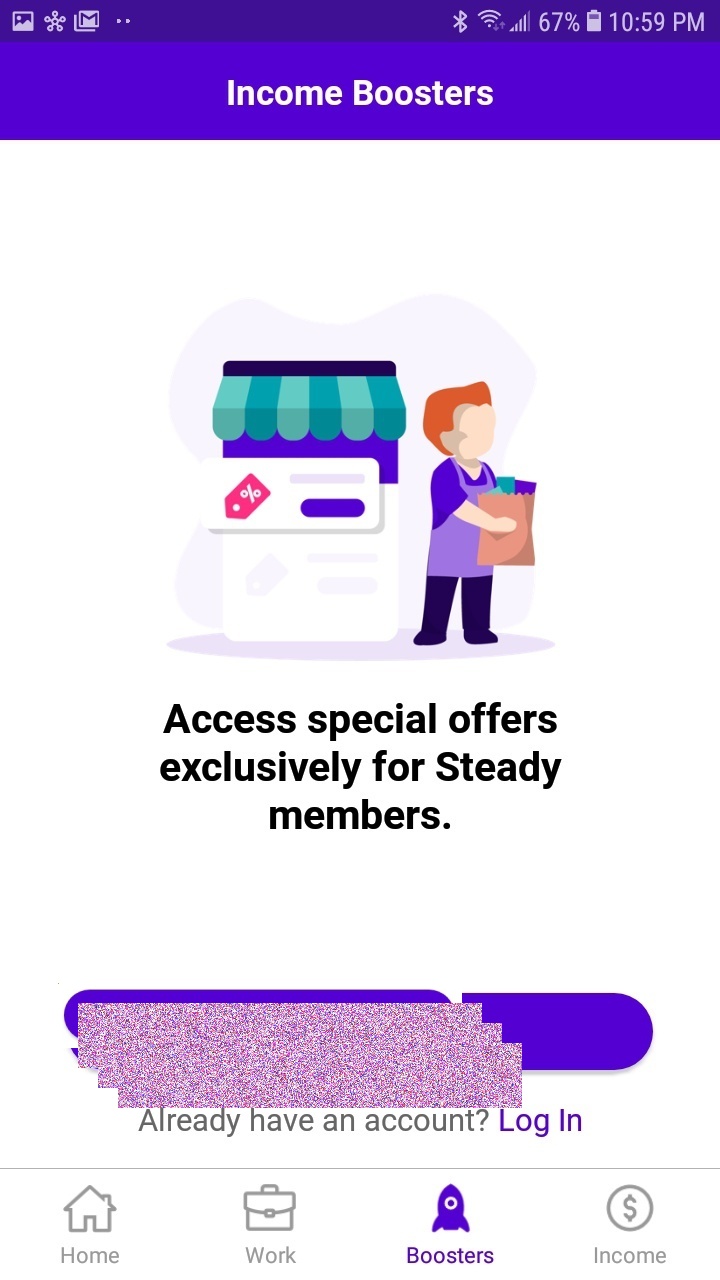 67% 10:59 PM
Income Boosters
%
Access special offers
exclusively for Steady
members.
Already have an account? Log In
Home Work Boosters Income